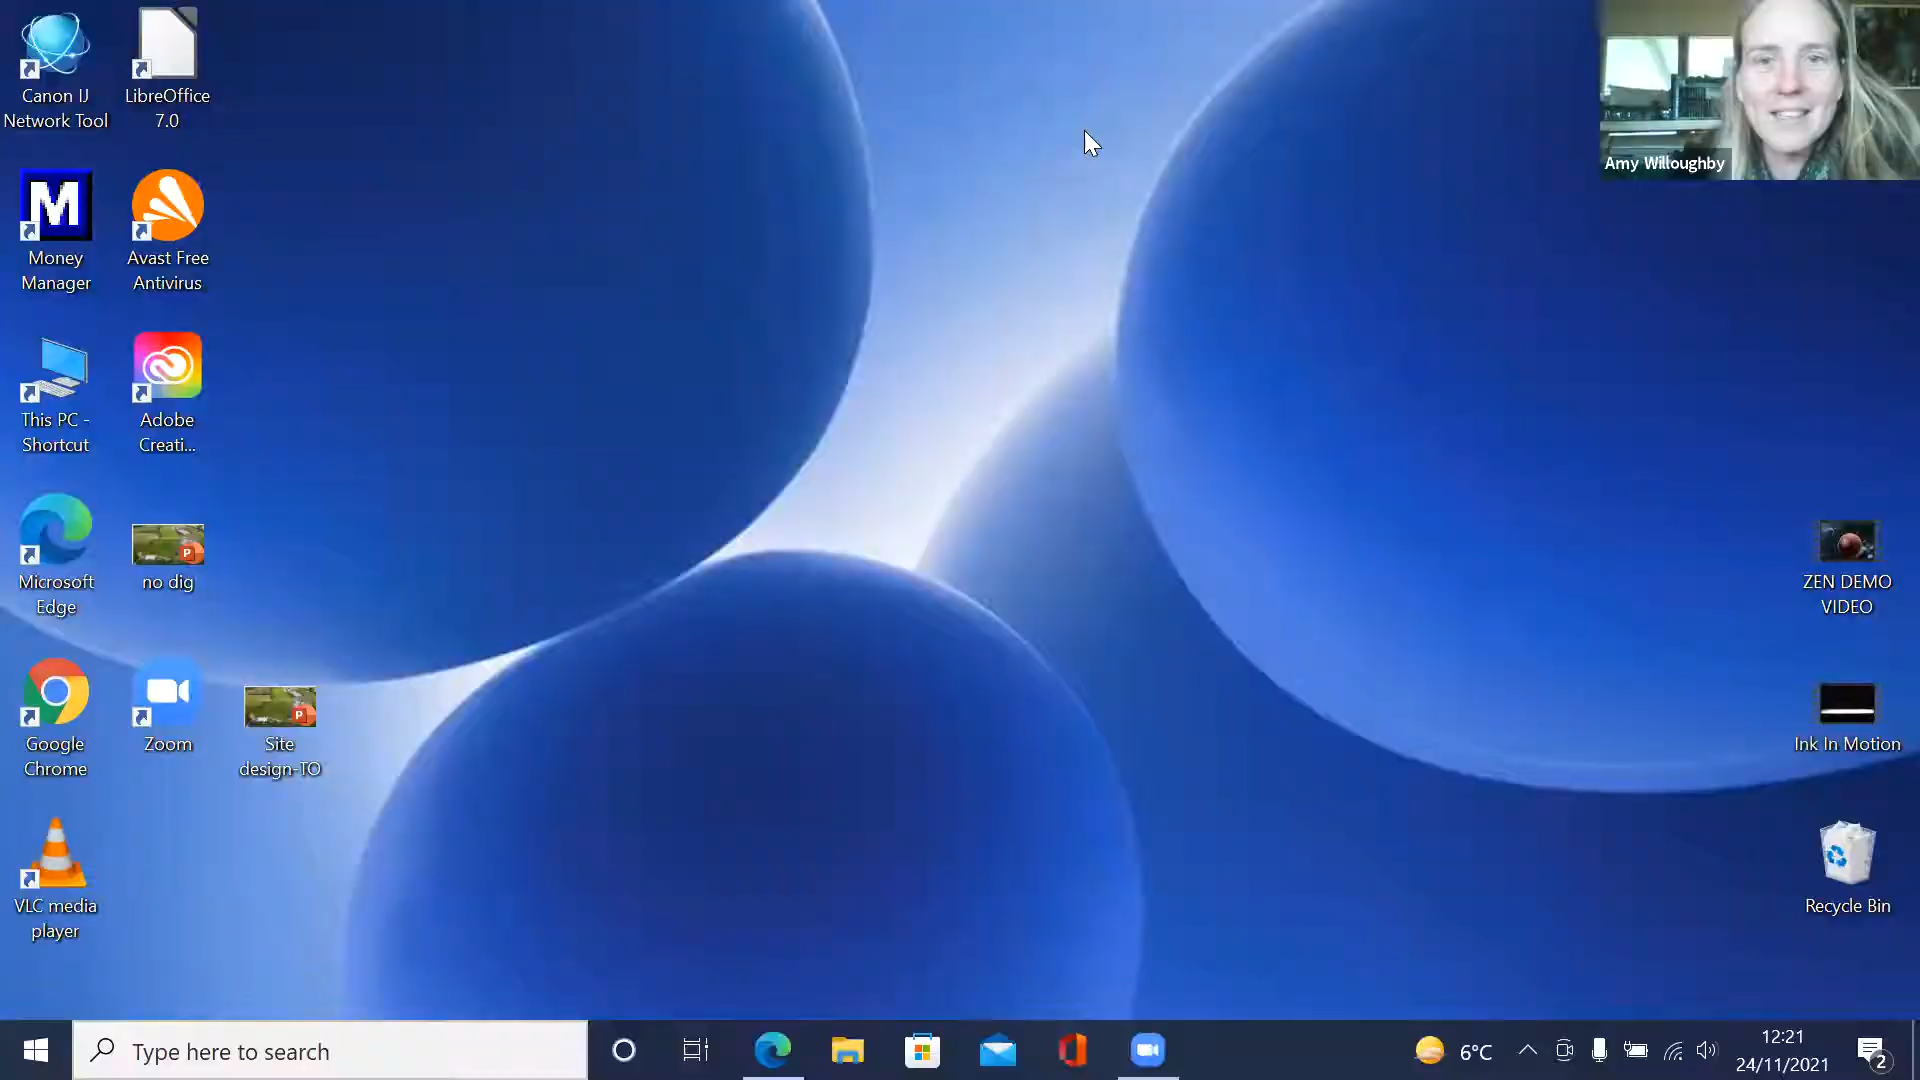 Canon IJ
Network Tool
LibreOffice
7.0
Amy Willoughby
M
Money
Manager
Avast Free
Antivirus
This PC -
Shortcut
Adobe
Creati...
Microsoft
Edge
P
no dig
ZEN DEMO
VIDEO
Google
Chrome
Zoom
P
Site
design-TO
Ink In Motion
VLC media
player
Recycle Bin
Type here to search
6°C
12:21
24/11/2021
2